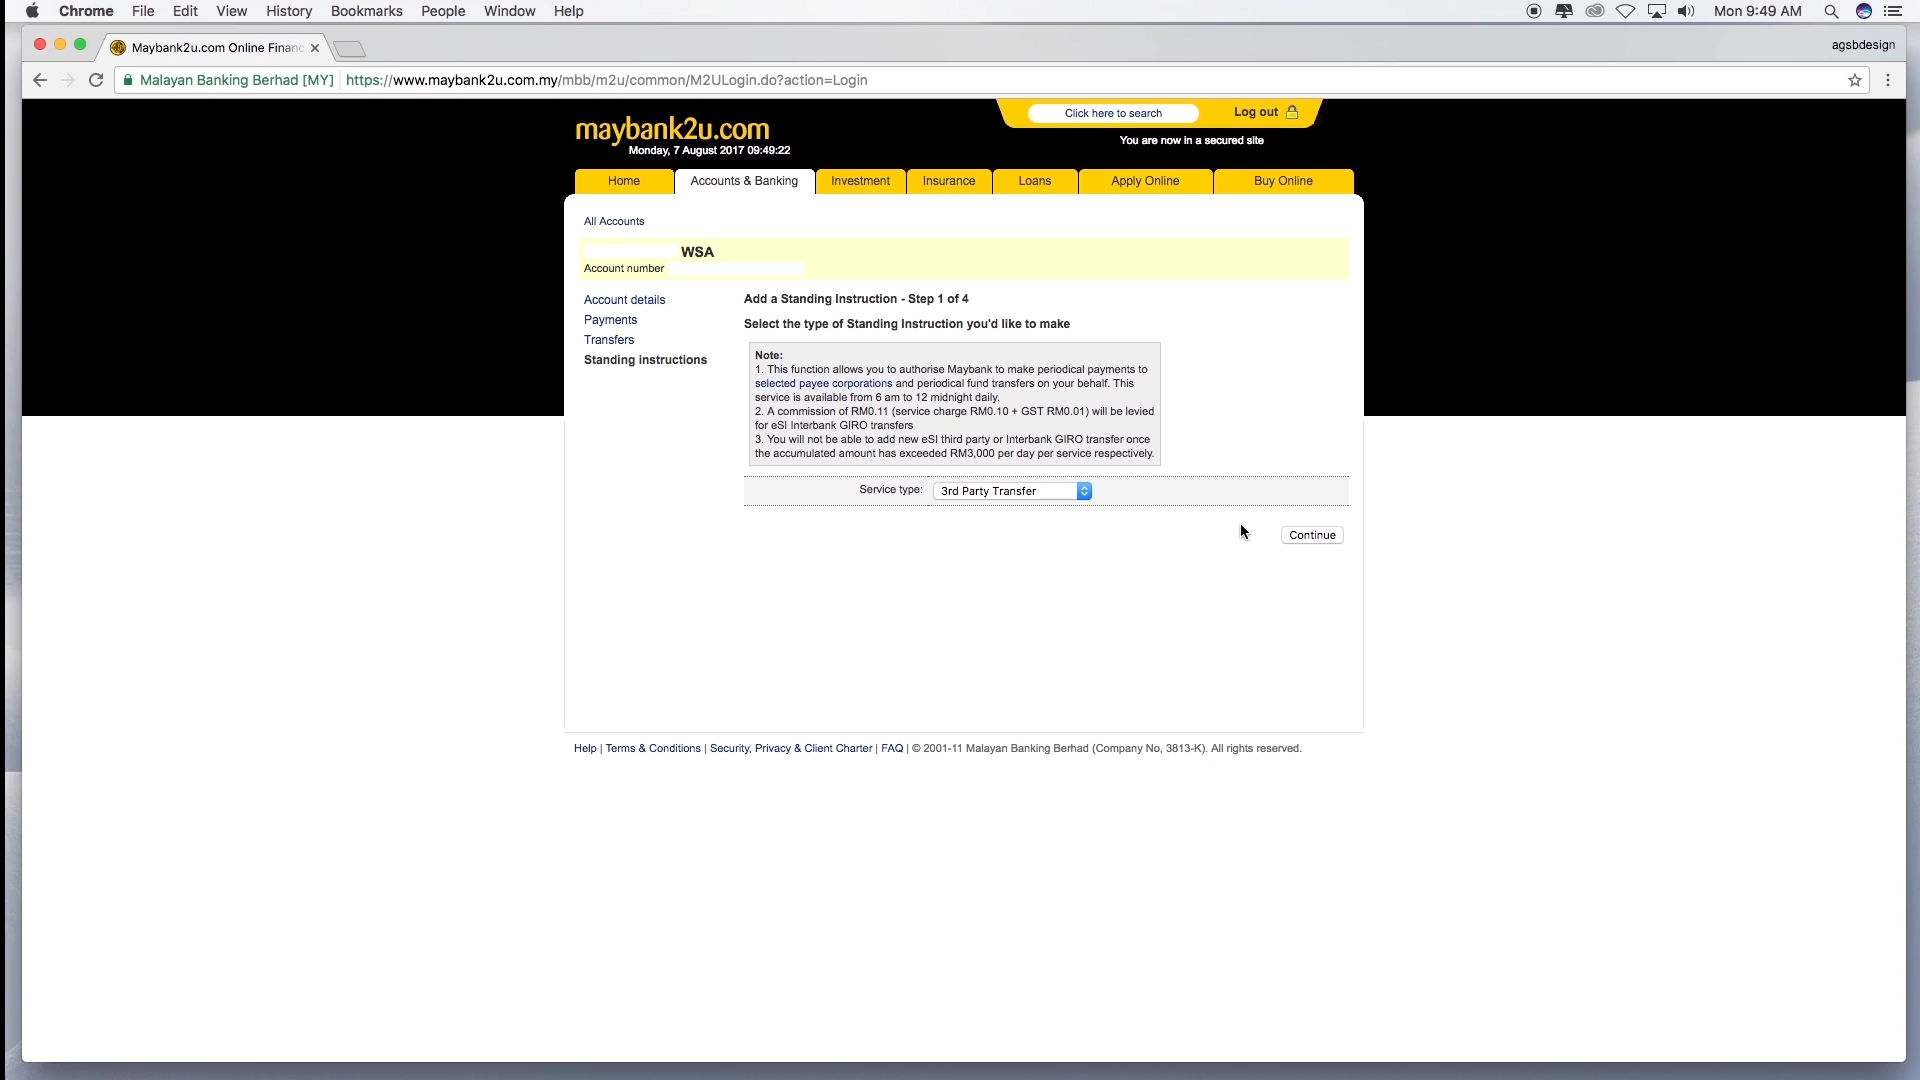 Chrome File Edit View History Bookmarks People Window Help Mon 9:49 AM
Maybank2u.com Online Financ agsbdesign
Malayan Banking Berhad [MY] https://www.maybank2u.com.my/mbb/m2u/common/M2ULogin.do?action=Login
Click here to search Log out
maybank2u.com
You are now in a secured site
Monday, 7 August 2017 09:49:22
Home Accounts & Banking Investment Insurance Loans Apply Online Buy Online
All Accounts
WSA
Account number
Account details
Payments
Transfers
Standing instructions
Add a Standing Instruction - Step 1 of 4
Select the type of Standing Instruction you'd like to make
Note:
1. This function allows you to authorise Maybank to make periodical payments to
selected payee corporations and periodical fund transfers on your behalf. This
service is available from 6 am to 12 midnight daily.
2. A commission of RM0.11 (service charge RM0.10 + GST RM0.01) will be levied
for eSI Interbank GIRO transfers
3. You will not be able to add new eSI third party or Interbank GIRO transfer once
the accumulated amount has exceeded RM3,000 per day per service respectively.
Service type: 3rd Party Transfer
Continue
Help | Terms & Conditions | Security, Privacy & Client Charter | FAQ | © 2001-11 Malayan Banking Berhad (Company No, 3813-K). All rights reserved.